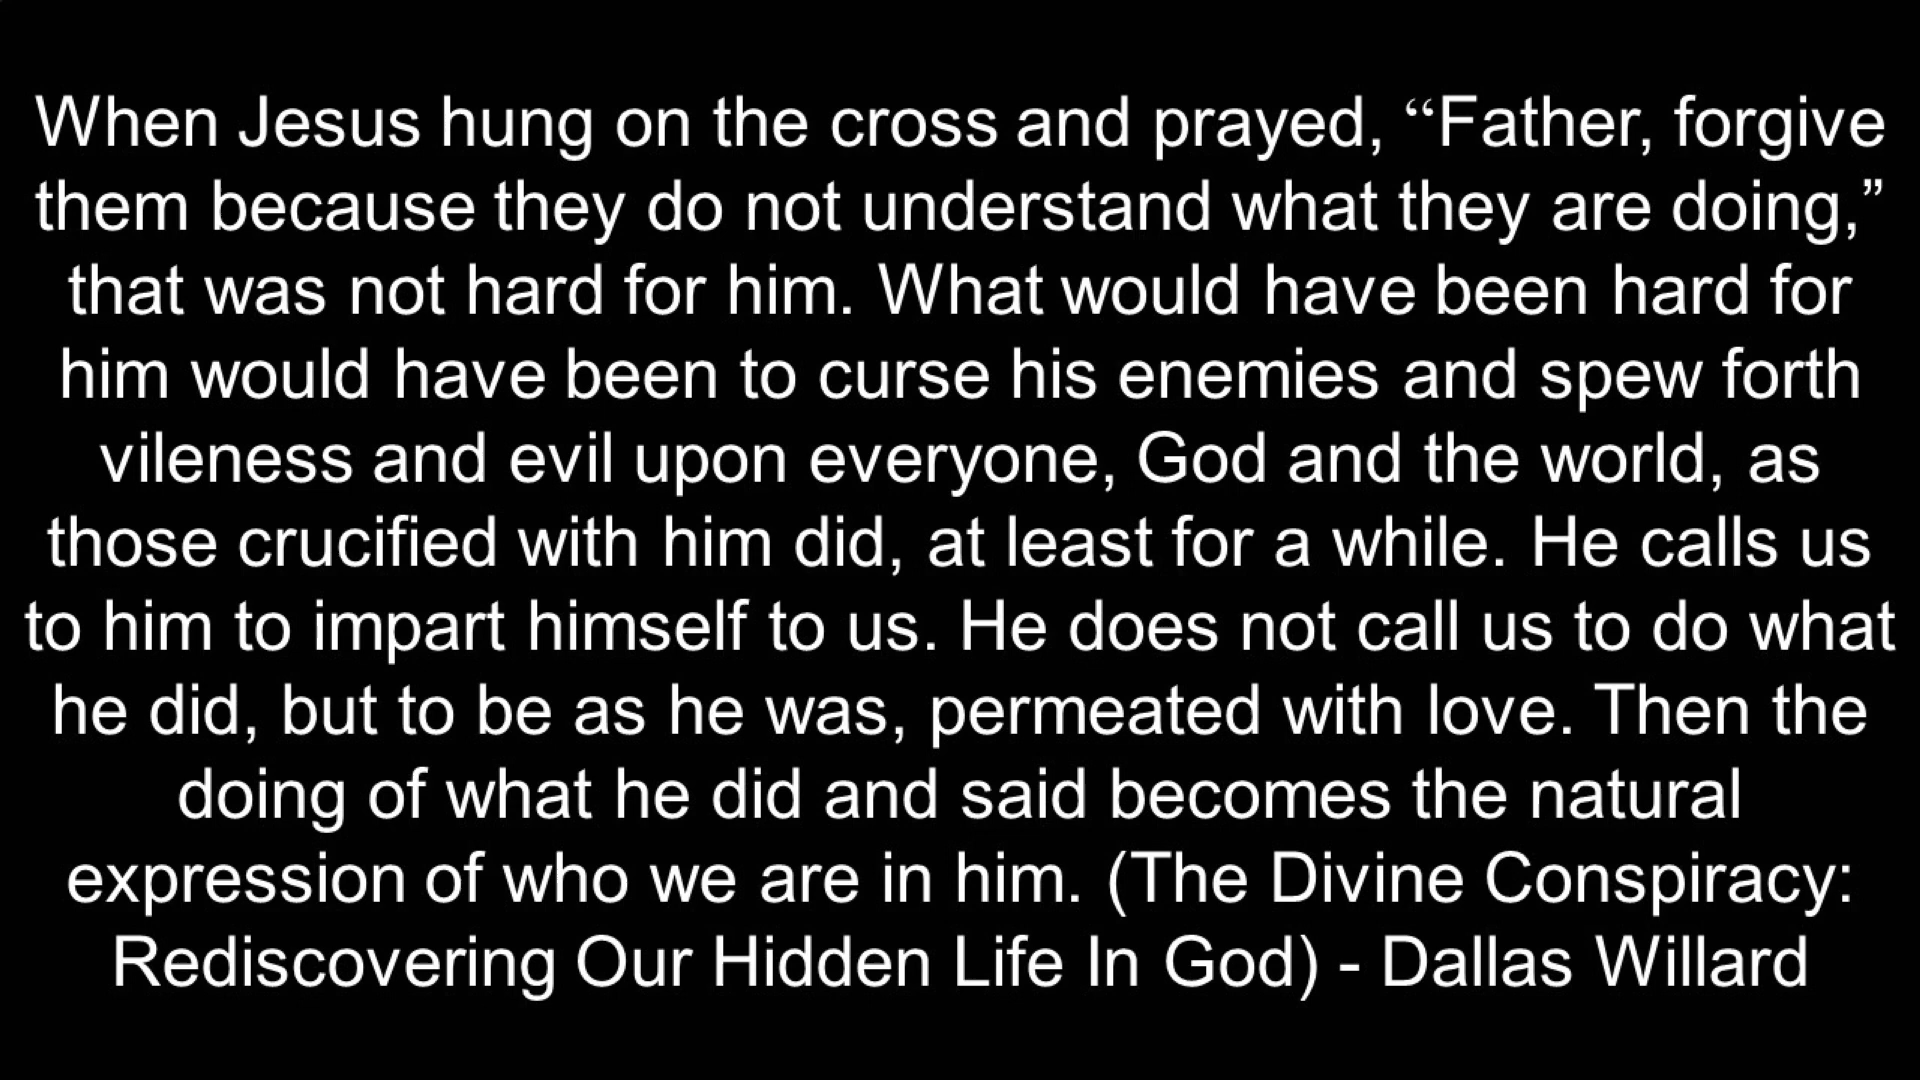 When Jesus hung on the cross and prayed, “Father, forgive
them because they do not understand what they are doing,”
that was not hard for him. What would have been hard for
him would have been to curse his enemies and spew forth
vileness and evil upon everyone, God and the world, as
those crucified with him did, at least for a while. He calls us
to him to impart himself to us. He does not call us to do what
he did, but to be as he was, permeated with love. Then the
doing of what he did and said becomes the natural
expression of who we are in him. (The Divine Conspiracy:
Rediscovering Our Hidden Life In God) - Dallas Willard